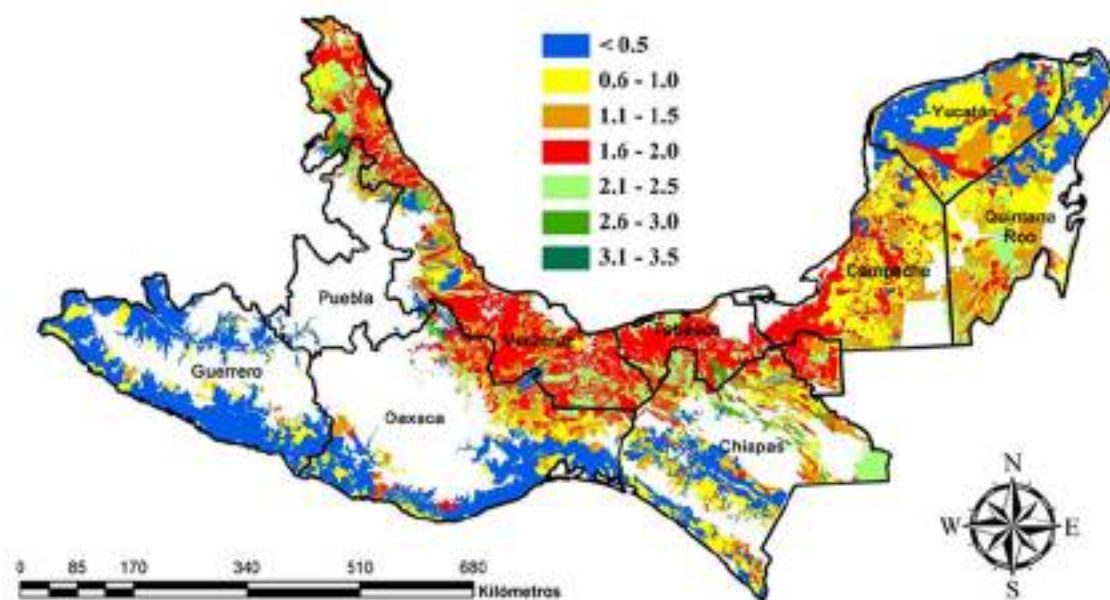 < 0.5
0.6 - 1.0
1.1 - 1.5
1.6 - 2.0
2.1 - 2.5
2.6 - 3.0
3.1 - 3.5
Yucatán
Quintana
Roo
Campeche
Puebla
Tabasco
Veracruz
Guerrero
Oaxaca
Chiapas
N
W E
S
0 85 170 340 510 680
Kilómetros